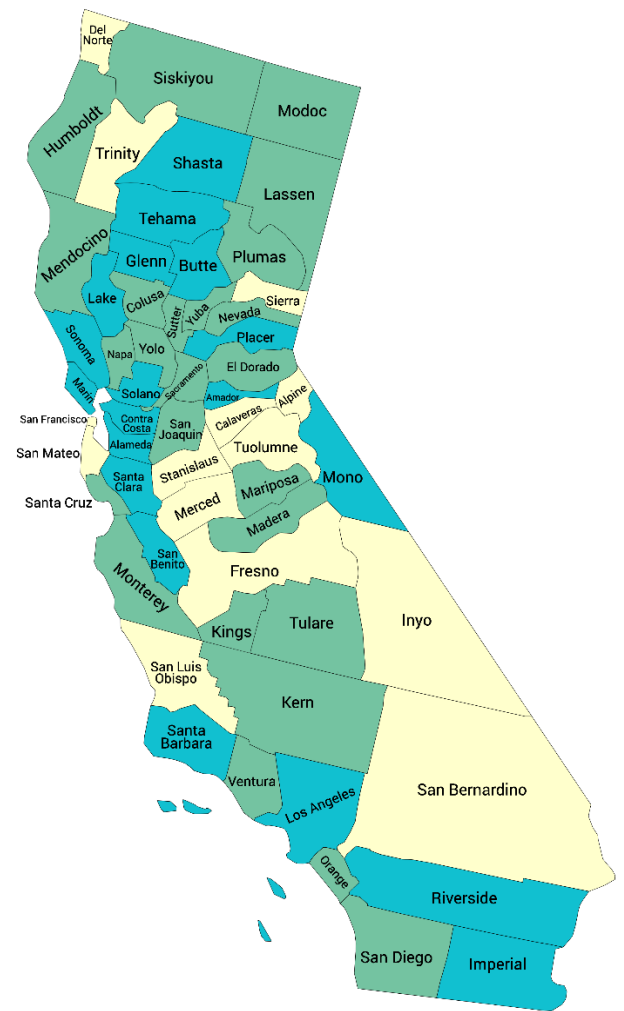 Del
Norte
Siskiyou
Modoc
Humboldt
Trinity
Shasta
Lassen
Tehama
Mendocino
Glenn
Butte
Plumas
Lake
Colusa
Sutter
Yuba
Nevada
Sierra
Sonoma
Napa
Yolo
Placer
Sacramento
El Dorado
Marin
Solano
Amador
Alpine
San Francisco
Contra
Costa
San
Joaquin
Calaveras
Alameda
Tuolumne
San Mateo
Stanislaus
Santa
Clara
Mono
Mariposa
Santa Cruz
Merced
Madera
San
Benito
Fresno
Monterey
Kings
Tulare
Inyo
San Luis
Obispo
Kern
Santa
Barbara
Ventura
Los Angeles
San Bernardino
Orange
Riverside
San Diego
Imperial